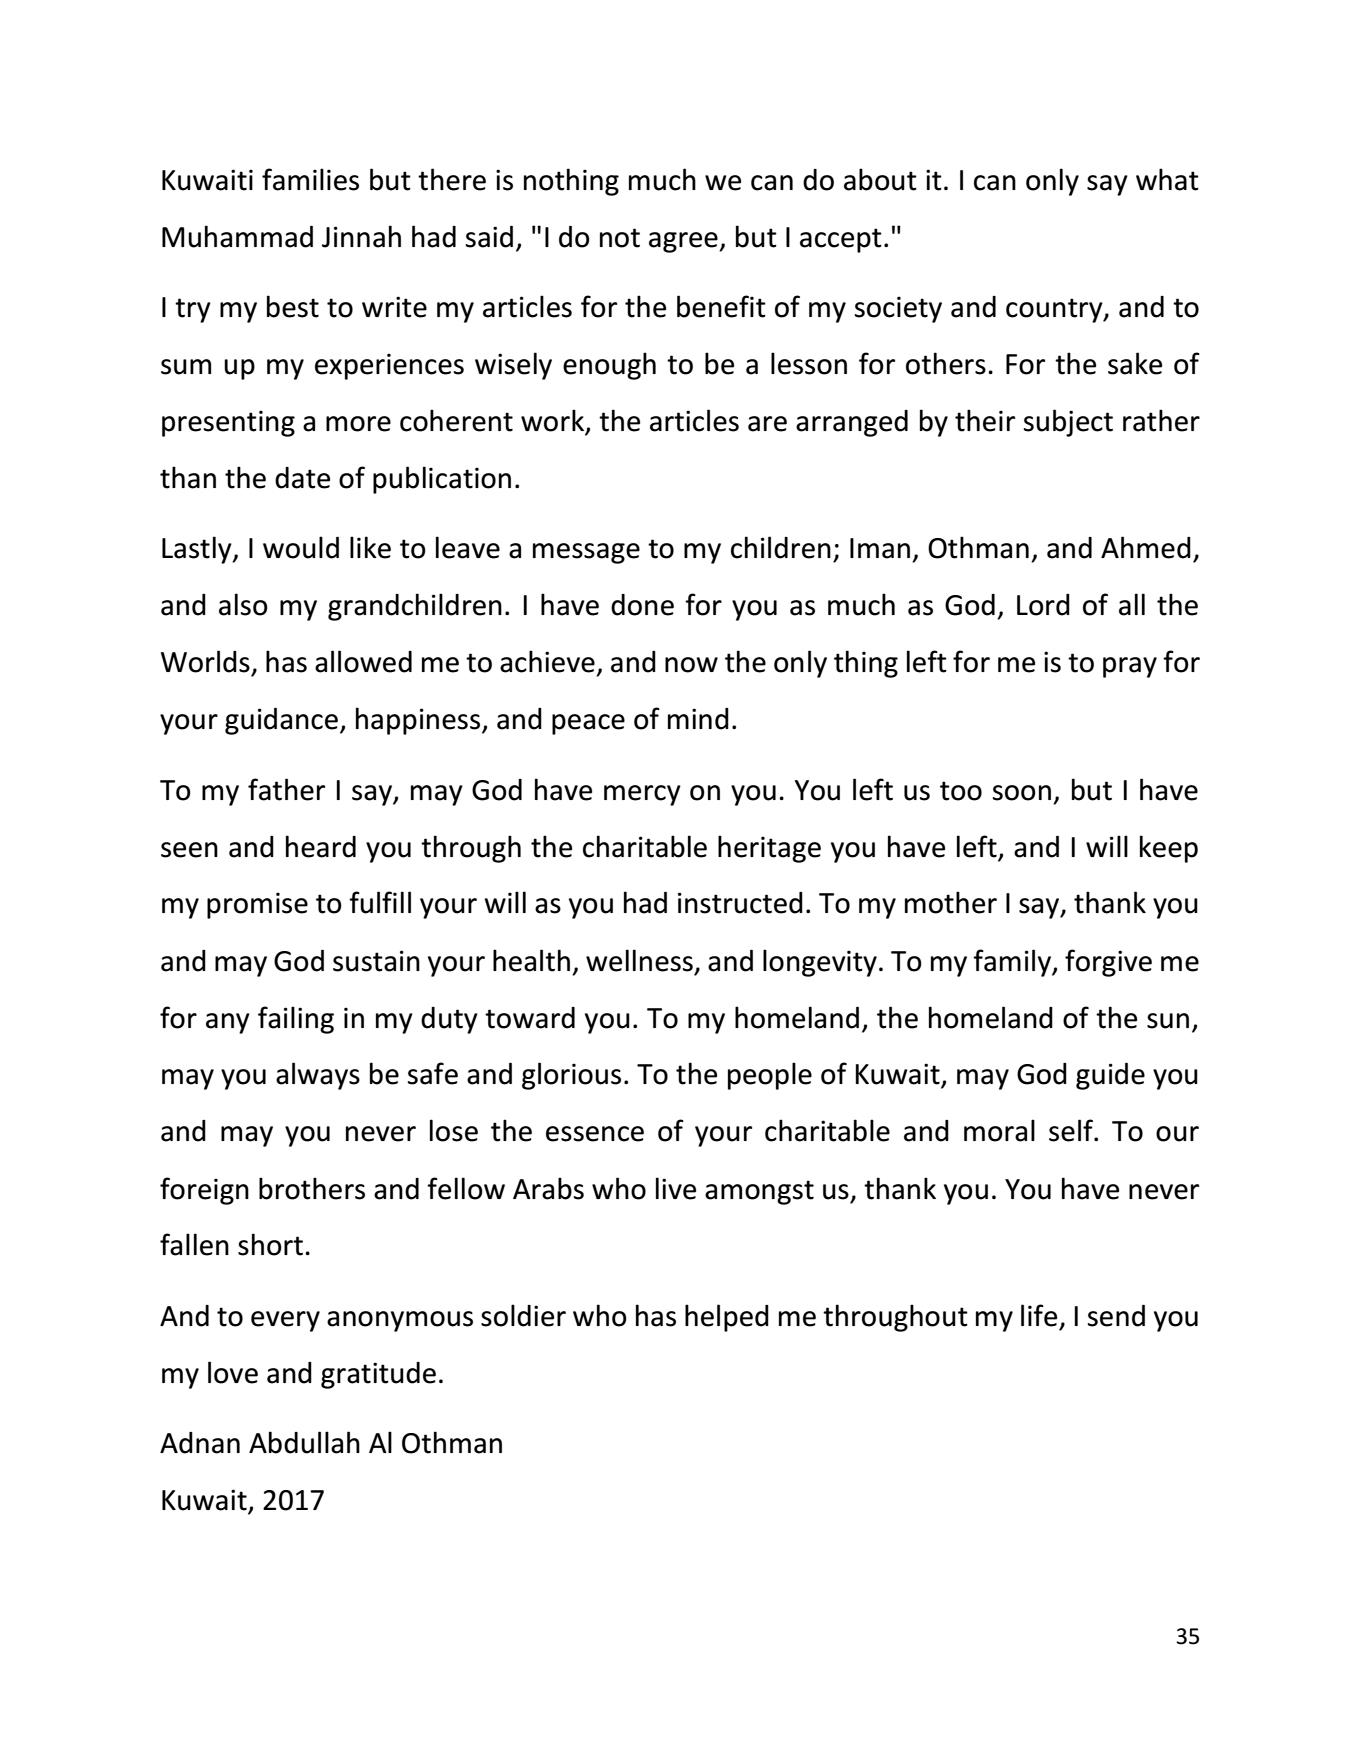 Kuwaiti families but there is nothing much we can do about it. I can only say what
Muhammad Jinnah had said, "I do not agree, but I accept."
I try my best to write my articles for the benefit of my society and country, and to
sum up my experiences wisely enough to be a lesson for others. For the sake of
presenting a more coherent work, the articles are arranged by their subject rather
than the date of publication.
Lastly, I would like to leave a message to my children; Iman, Othman, and Ahmed,
and also my grandchildren. I have done for you as much as God, Lord of all the
Worlds, has allowed me to achieve, and now the only thing left for me is to pray for
your guidance, happiness, and peace of mind.
To my father I say, may God have mercy on you. You left us too soon, but I have
seen and heard you through the charitable heritage you have left, and I will keep
my promise to fulfill your will as you had instructed. To my mother I say, thank you
and may God sustain your health, wellness, and longevity. To my family, forgive me
for any failing in my duty toward you. To my homeland, the homeland of the sun,
may you always be safe and glorious. To the people of Kuwait, may God guide you
and may you never lose the essence of your charitable and moral self. To our
foreign brothers and fellow Arabs who live amongst us, thank you. You have never
fallen short.
And to every anonymous soldier who has helped me throughout my life, I send you
my love and gratitude.
Adnan Abdullah Al Othman
Kuwait, 2017
35